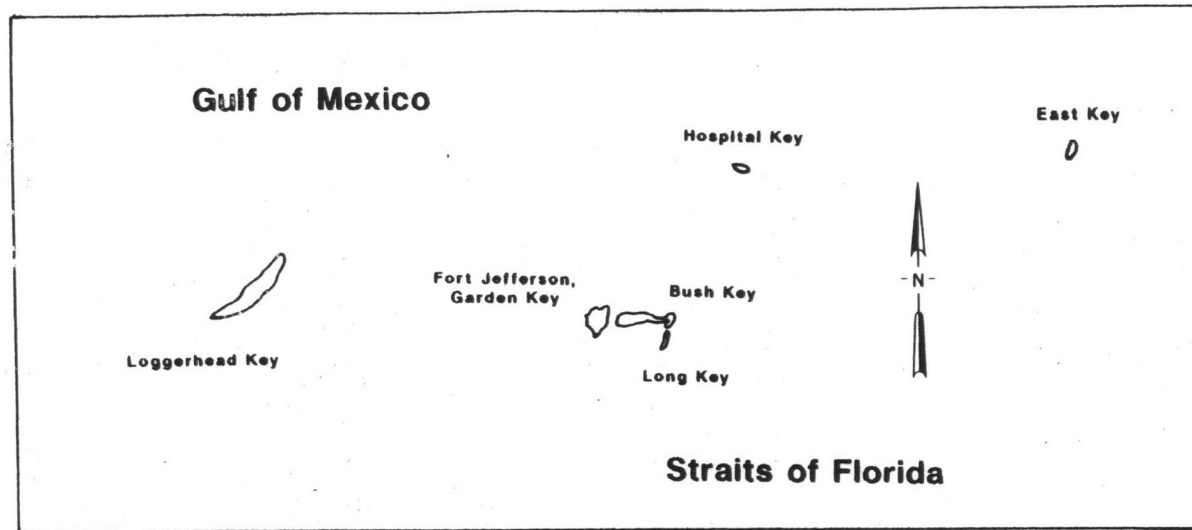 Gulf of Mexico
East Key
Hospital Key
Fort Jefferson,
Garden Key
Bush Key
-N-
Loggerhead Key
Long Key
Straits of Florida